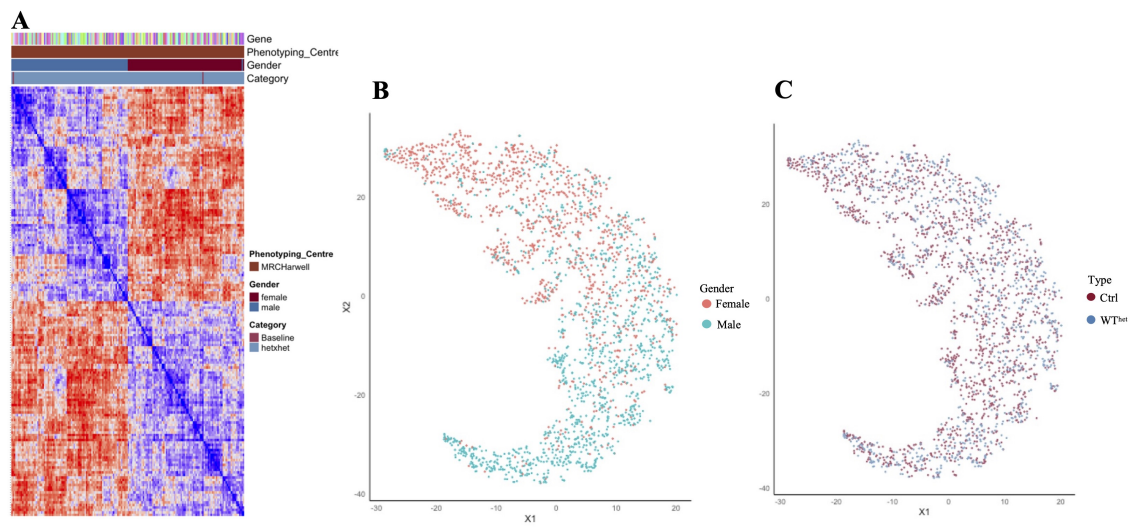 A
Gene
Phenotyping_Centre
Gender
Category
Phenotyping_Centre
MRCHarwell
Gender
female
male
Category
Baseline
hetxhet
B
X2
20
0
-20
-40
-30
-20
-10
0
10
20
X1
Gender
Female
Male
C
20
0
-20
-40
-30
-20
-10
0
10
20
X1
Type
Ctrl
WThet